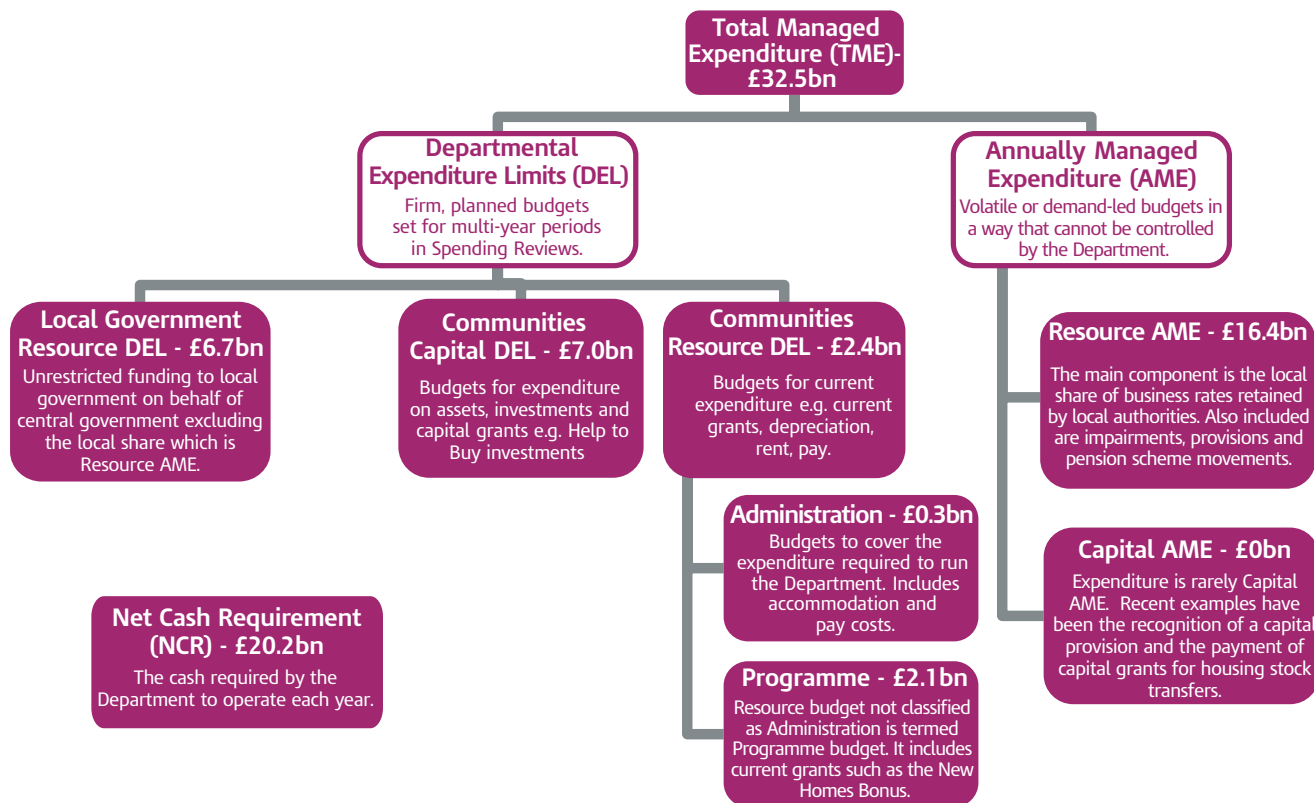 Total Managed
Expenditure (TME)-
£32.5bn
Departmental
Expenditure Limits (DEL)
Firm, planned budgets
set for multi-year periods
in Spending Reviews.
Annually Managed
Expenditure (AME)
Volatile or demand-led budgets in
a way that cannot be controlled
by the Department.
Local Government
Resource DEL - £6.7bn
Unrestricted funding to local
government on behalf of
central government excluding
the local share which is
Resource AME.
Communities
Capital DEL - £7.0bn
Budgets for expenditure
on assets, investments and
capital grants e.g. Help to
Buy investments
Communities
Resource DEL - £2.4bn
Budgets for current
expenditure e.g. current
grants, depreciation,
rent, pay.
Resource AME - £16.4bn
The main component is the local
share of business rates retained
by local authorities. Also included
are impairments, provisions and
pension scheme movements.
Administration - £0.3bn
Budgets to cover the
expenditure required to run
the Department. Includes
accommodation and
pay costs.
Capital AME - £0bn
Expenditure is rarely Capital
AME. Recent examples have
been the recognition of a capital
provision and the payment of
capital grants for housing stock
transfers.
Net Cash Requirement
(NCR) - £20.2bn
The cash required by the
Department to operate each year.
Programme - £2.1bn
Resource budget not classified
as Administration is termed
Programme budget. It includes
current grants such as the New
Homes Bonus.